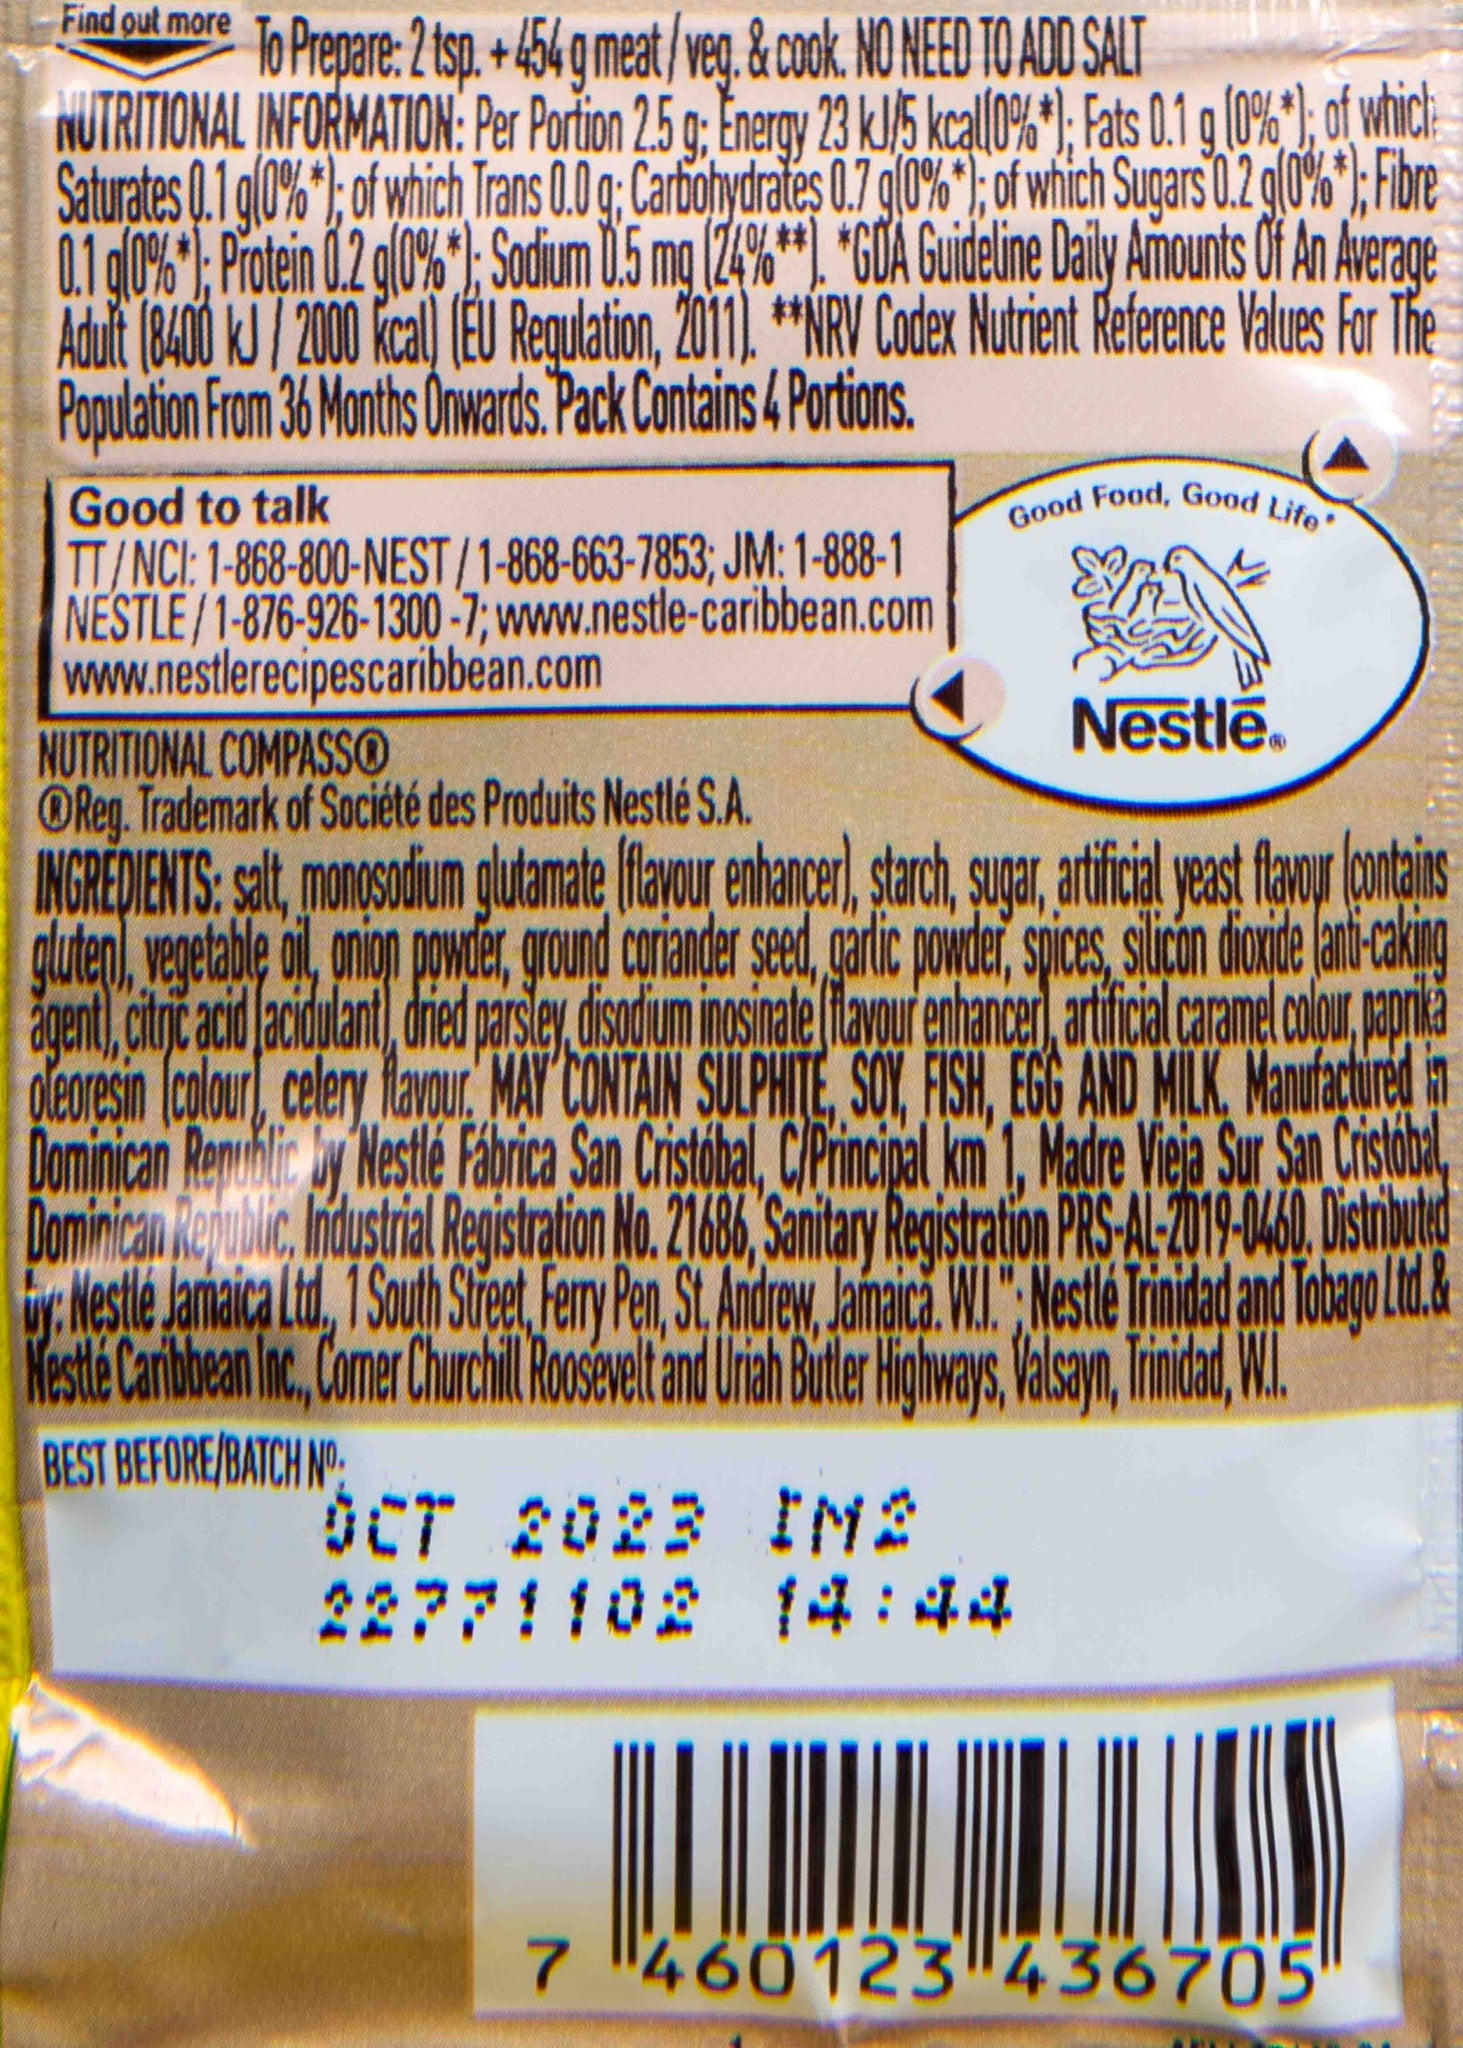 Find out more
To Prepare: 2 tsp. + 454 g meat / veg. & cook. NO NEED TO ADD SALT
NUTRITIONAL INFORMATION: Per Portion 2.5 g; Energy 23 kJ/5 kcal(0%*); Fats 0.1 g (0%*); of which
Saturates 0.1 g(0%*); of which Trans 0.0 g; Carbohydrates 0.7 g(0%*); of which Sugars 0.2 g(0%*); Fibre
0.1 g(0%*); Protein 0.2 g(0%*); Sodium 0.5 mg (24%**). *GDA Guideline Daily Amounts Of An Average
Adult (8400 kJ / 2000 kcal) (EU Regulation, 2011). **NRV Codex Nutrient Reference Values For The
Population From 36 Months Onwards. Pack Contains 4 Portions.
Good to talk
TT / NCI: 1-868-800-NEST / 1-868-663-7853; JM: 1-888-1
NESTLE / 1-876-926-1300 -7; www.nestle-caribbean.com
www.nestlerecipescaribbean.com
Good Food, Good Life
Nestlé®
NUTRITIONAL COMPASS®
®Reg. Trademark of Société des Produits Nestlé S.A.
INGREDIENTS: salt, monosodium glutamate (flavour enhancer), starch, sugar, artificial yeast flavour (contains
gluten), vegetable oil, onion powder, ground coriander seed, garlic powder, spices, silicon dioxide (anti-caking
agent), citric acid (acidulant), dried parsley, disodium inosinate (flavour enhancer), artificial caramel colour, paprika
oleoresin (colour), celery flavour. MAY CONTAIN SULPHITE, SOY, FISH, EGG AND MILK. Manufactured in
Dominican Republic by Nestlé Fábrica San Cristóbal, C/Principal km 1, Madre Vieja Sur San Cristóbal,
Dominican Republic. Industrial Registration No. 21686, Sanitary Registration PRS-AL-2019-0460. Distributed
by: Nestlé Jamaica Ltd., 1 South Street, Ferry Pen, St. Andrew, Jamaica. W.I."; Nestlé Trinidad and Tobago Ltd. &
Nestlé Caribbean Inc., Corner Churchill Roosevelt and Uriah Butler Highways, Valsayn, Trinidad, W.I.
BEST BEFORE/BATCH Nº:
OCT 2023 IM2
22771102 14:44
7 460123 436705